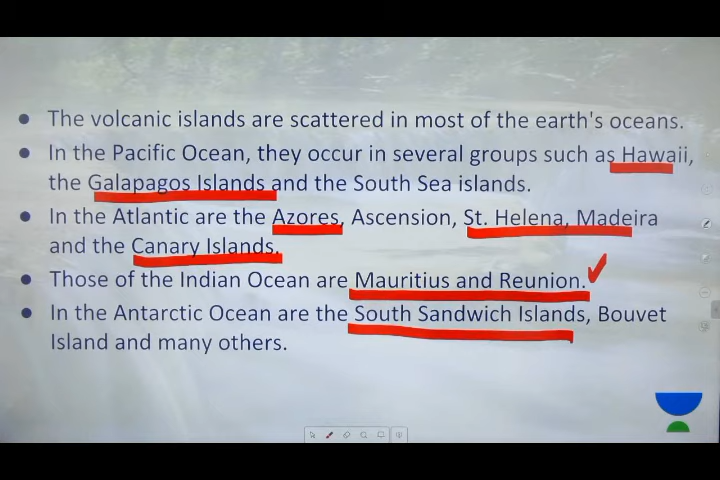 ● The volcanic islands are scattered in most of the earth's oceans.
● In the Pacific Ocean, they occur in several groups such as Hawaii,
the Galapagos Islands and the South Sea islands.
● In the Atlantic are the Azores, Ascension, St. Helena, Madeira
and the Canary Islands.
● Those of the Indian Ocean are Mauritius and Reunion.
● In the Antarctic Ocean are the South Sandwich Islands, Bouvet
Island and many others.